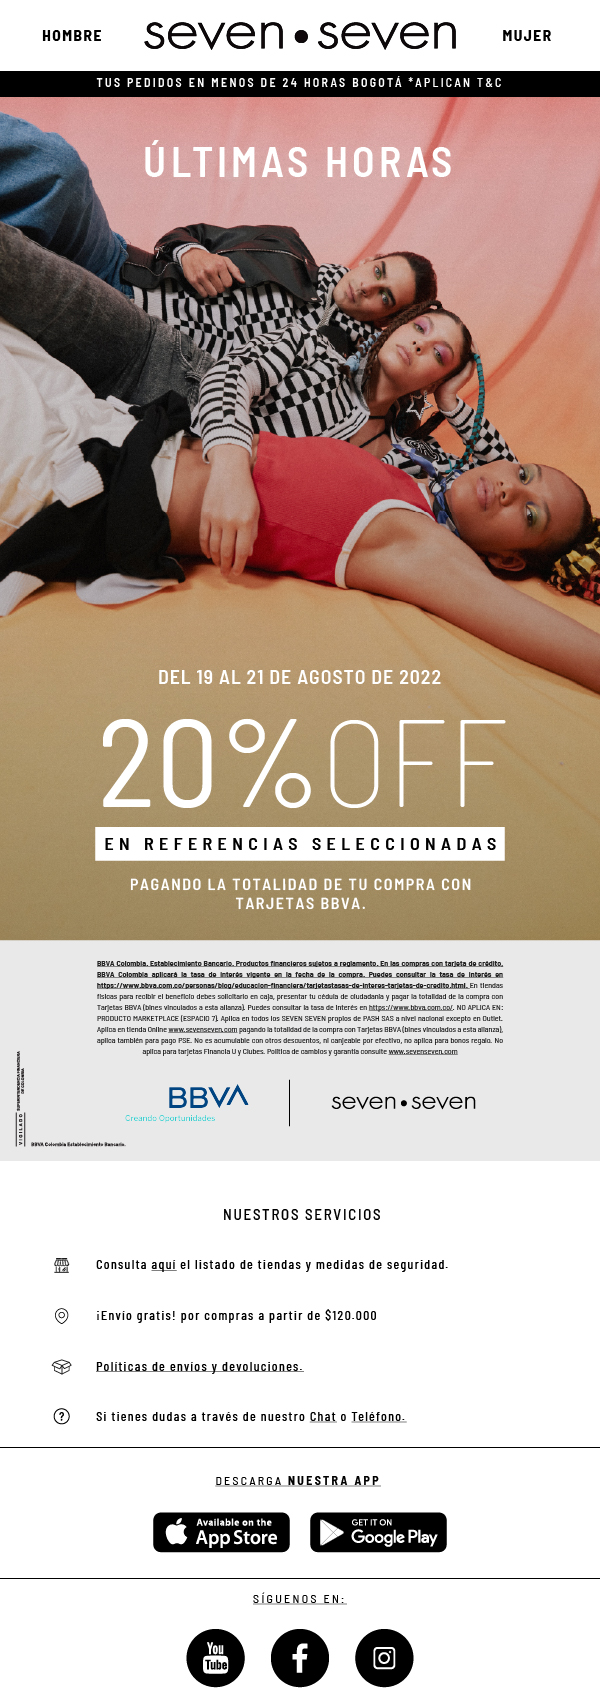 HOMBRE
seven • seven
MUJER
TUS PEDIDOS EN MENOS DE 24 HORAS BOGOTÁ *APLICAN T&C
ÚLTIMAS HORAS
DEL 19 AL 21 DE AGOSTO DE 2022
20%OFF
EN REFERENCIAS SELECCIONADAS
PAGANDO LA TOTALIDAD DE TU COMPRA CON
TARJETAS BBVA.
BBVA Colombia. Establecimiento Bancario. Productos financieros sujetos a reglamento. En las compras con tarjeta de crédito,
BBVA Colombia aplicará la tasa de interés vigente en la fecha de la compra. Puedes consultar la tasa de interés en
https://www.bbva.com.co/personas/blog/educacion-financiera/tarjetastasas-de-interes-tarjetas-de-credito.html. En tiendas
físicas para recibir el beneficio debes solicitarlo en caja, presentar tu cédula de ciudadanía y pagar la totalidad de la compra con
Tarjetas BBVA (bines vinculados a esta alianza). Puedes consultar la tasa de interés en https://www.bbva.com.co/. NO APLICA EN:
PRODUCTO MARKETPLACE (ESPACIO 7). Aplica en todos los SEVEN SEVEN propios de PASH SAS a nivel nacional excepto en Outlet.
Aplica en tienda Online www.sevenseven.com pagando la totalidad de la compra con Tarjetas BBVA (bines vinculados a esta alianza),
aplica también para pago PSE. No es acumulable con otros descuentos, ni canjeable por efectivo, no aplica para bonos regalo. No
aplica para tarjetas Financia U y Clubes. Política de cambios y garantía consulte www.sevenseven.com
VIGILADO
SUPERINTENDENCIA FINANCIERA
DE COLOMBIA
BBVA
Creando Oportunidades
seven • seven
BBVA Colombia Establecimiento Bancario.
NUESTROS SERVICIOS
Consulta aquí el listado de tiendas y medidas de seguridad.
¡Envío gratis! por compras a partir de $120.000
Políticas de envíos y devoluciones.
Si tienes dudas a través de nuestro Chat o Teléfono.
DESCARGA NUESTRA APP
Available on the
App Store
GET IT ON
Google Play
SÍGUENOS EN:
You
Tube